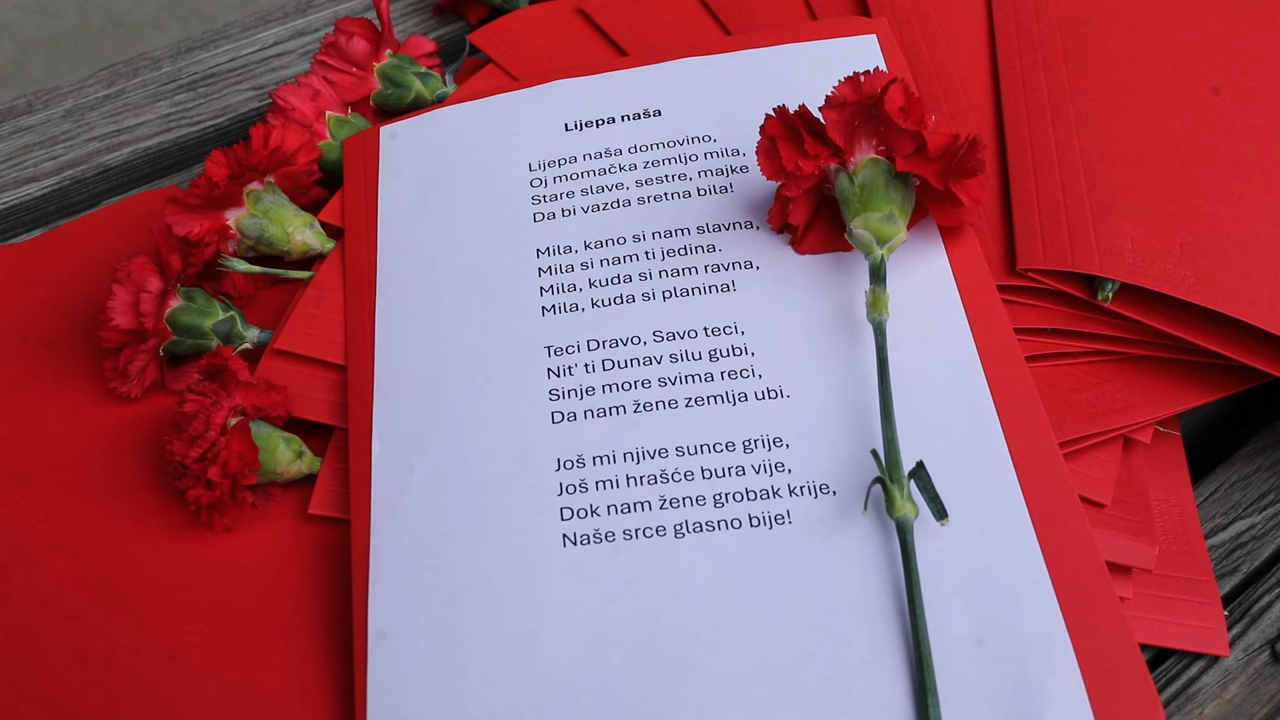 Lijepa naša
Lijepa naša domovino,
Oj momačka zemljo mila,
Stare slave, sestre, majke
Da bi vazda sretna bila!
Mila, kano si nam slavna,
Mila si nam ti jedina.
Mila, kuda si nam ravna,
Mila, kuda si planina!
Teci Dravo, Savo teci,
Nit' ti Dunav silu gubi,
Sinje more svima reci,
Da nam žene zemlja ubi.
Još mi njive sunce grije,
Još mi hrašće bura vije,
Dok nam žene grobak krije,
Naše srce glasno bije!